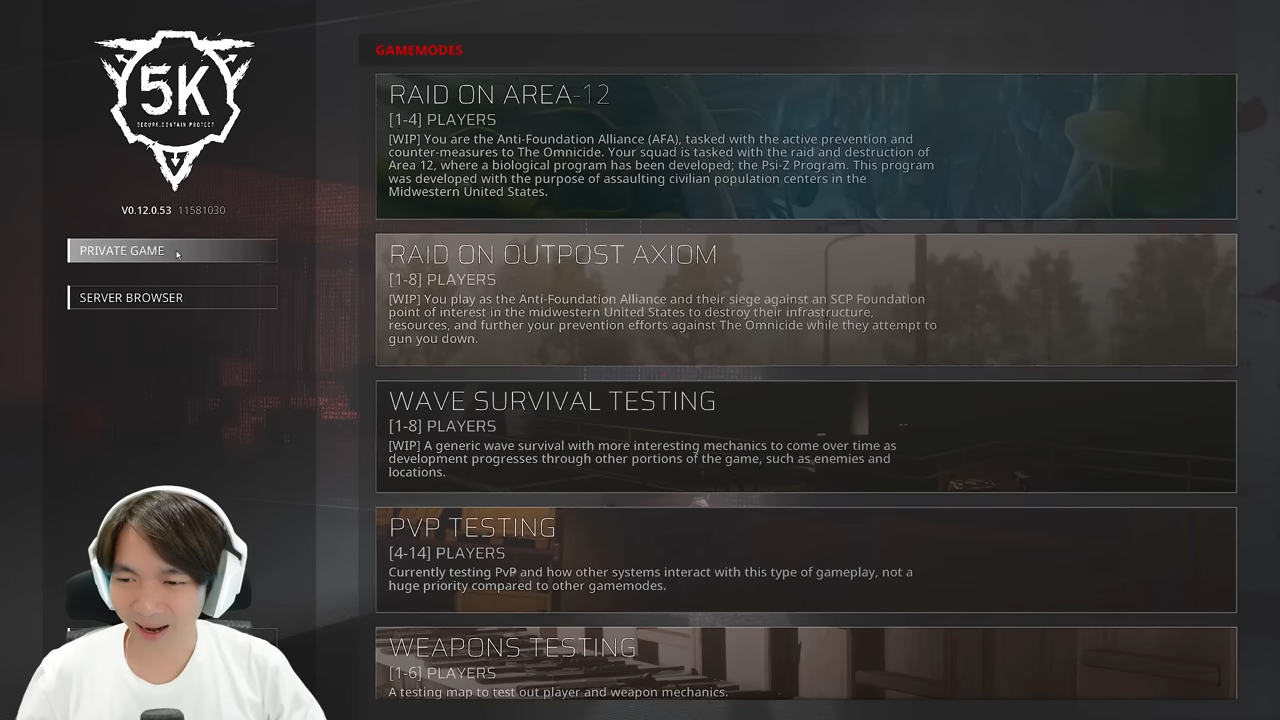 5K
SECURE.CONTAIN PROTECT
V0.12.0.53 11581030
PRIVATE GAME
SERVER BROWSER
GAMEMODES
RAID ON AREA-12
[1-4] PLAYERS
[WIP] You are the Anti-Foundation Alliance (AFA), tasked with the active prevention and
counter-measures to The Omnicide. Your squad is tasked with the raid and destruction of
Area 12, where a biological program has been developed; the Psi-Z Program. This program
was developed with the purpose of assaulting civilian population centers in the
Midwestern United States.
RAID ON OUTPOST AXIOM
[1-8] PLAYERS
[WIP] You play as the Anti-Foundation Alliance and their siege against an SCP Foundation
point of interest in the midwestern United States to destroy their infrastructure,
resources, and further your prevention efforts against The Omnicide while they attempt to
gun you down.
WAVE SURVIVAL TESTING
[1-8] PLAYERS
[WIP] A generic wave survival with more interesting mechanics to come over time as
development progresses through other portions of the game, such as enemies and
locations.
PVP TESTING
[4-14] PLAYERS
Currently testing PvP and how other systems interact with this type of gameplay, not a
huge priority compared to other gamemodes.
WEAPONS TESTING
[1-6] PLAYERS
A testing map to test out player and weapon mechanics.